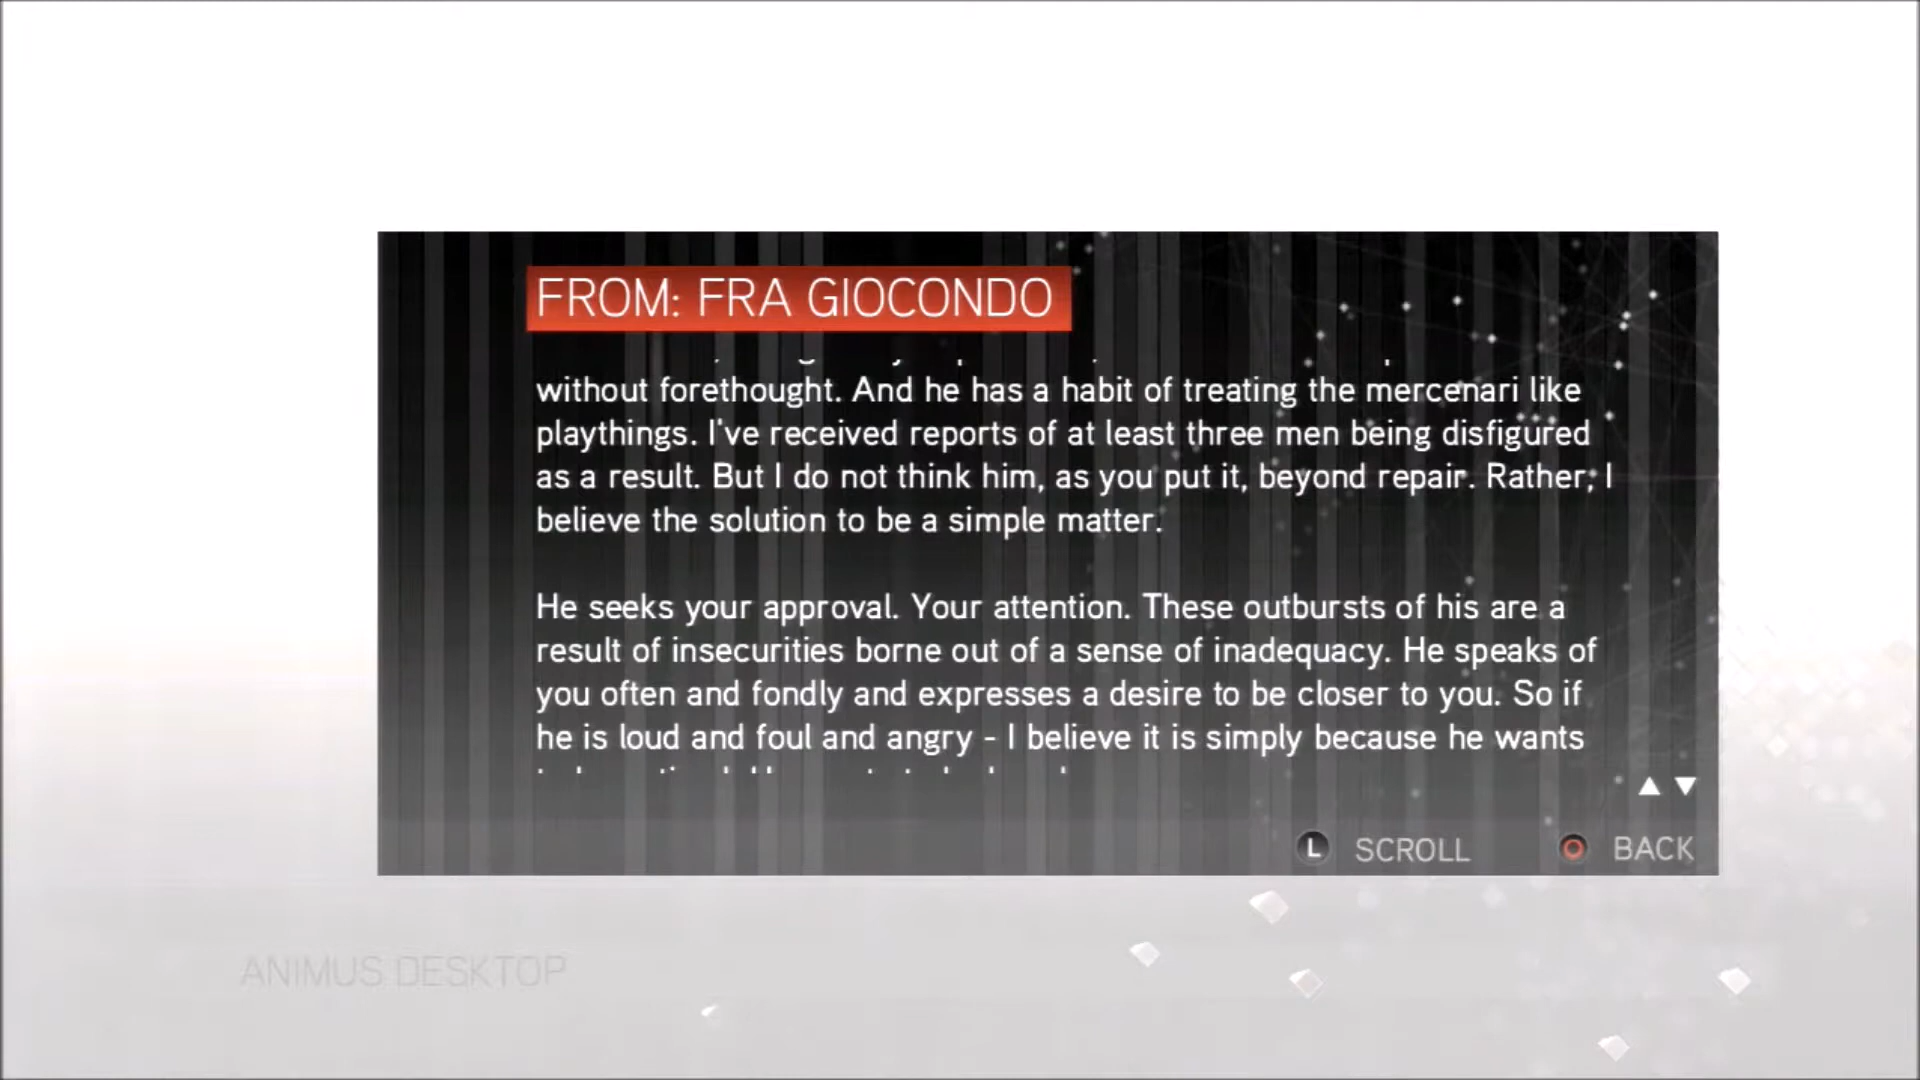 FROM: FRA GIOCONDO
without forethought. And he has a habit of treating the mercenari like
playthings. I've received reports of at least three men being disfigured
as a result. But I do not think him, as you put it, beyond repair. Rather, I
believe the solution to be a simple matter.
He seeks your approval. Your attention. These outbursts of his are a
result of insecurities borne out of a sense of inadequacy. He speaks of
you often and fondly and expresses a desire to be closer to you. So if
he is loud and foul and angry - I believe it is simply because he wants
L SCROLL BACK
ANIMUS DESKTOP